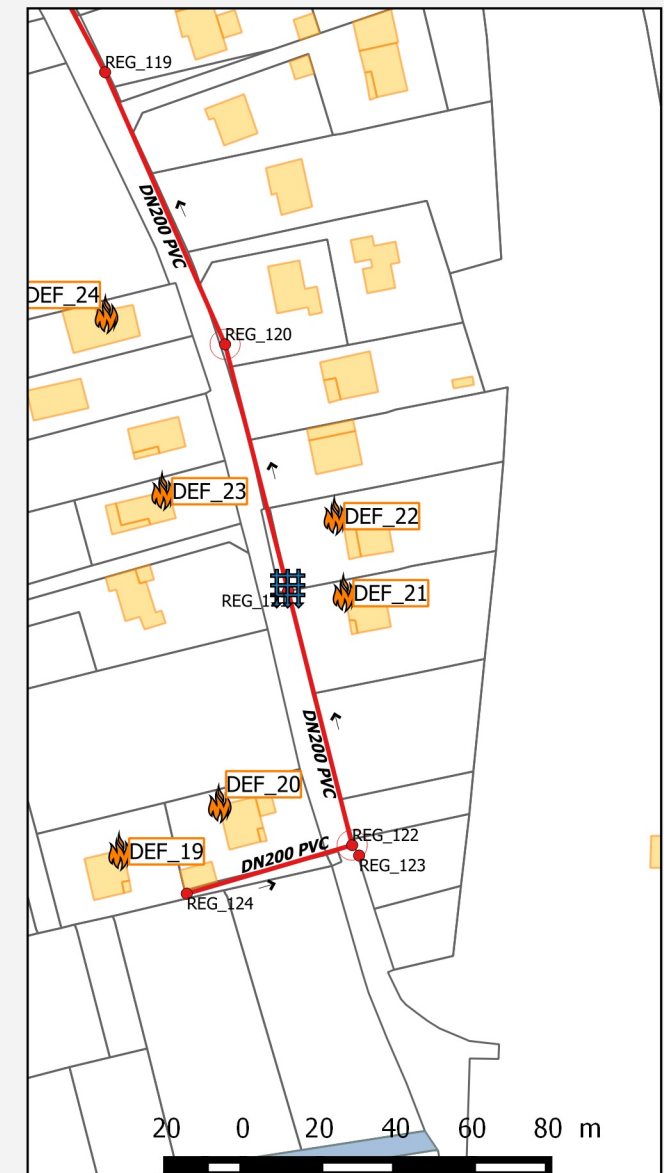 REG_119
DN200 PVC
DEF_24
REG_120
DEF_23
DEF_22
DEF_21
DN200 PVC
DEF_20
REG_122
DEF_19
DN200 PVC
REG_123
REG_124
20 0 20 40 60 80 m